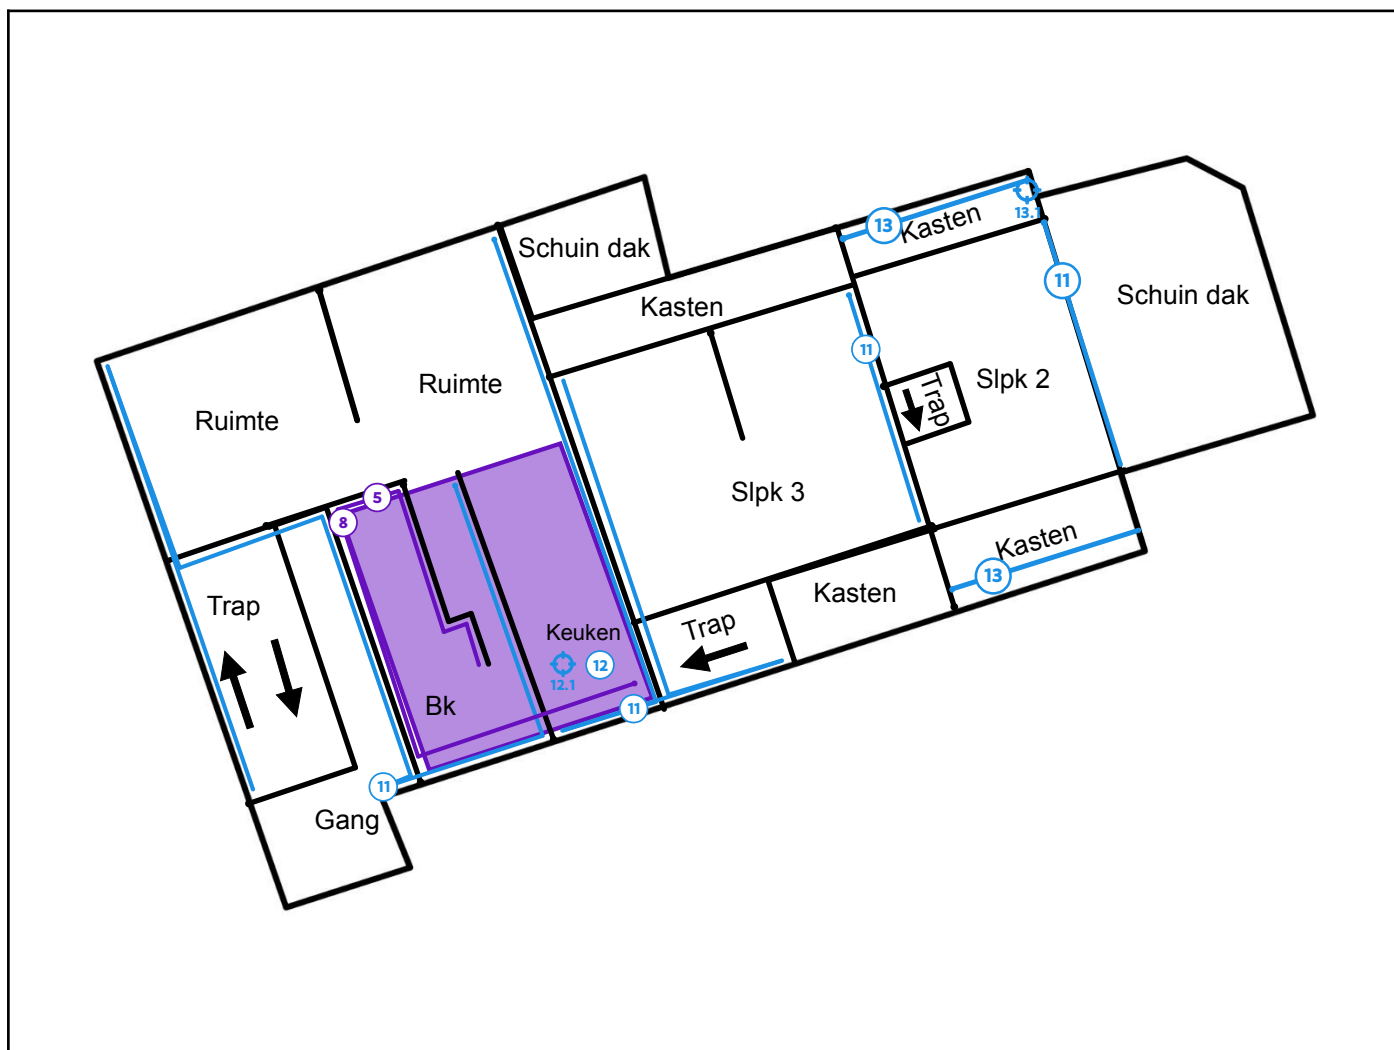 13
Kasten
13.1
Schuin dak
11
Schuin dak
Kasten
11
Ruimte
Slpk 2
Trap
Ruimte
Slpk 3
5
8
Kasten
13
Kasten
Trap
Trap
Keuken
12
12.1
Bk
11
11
Gang